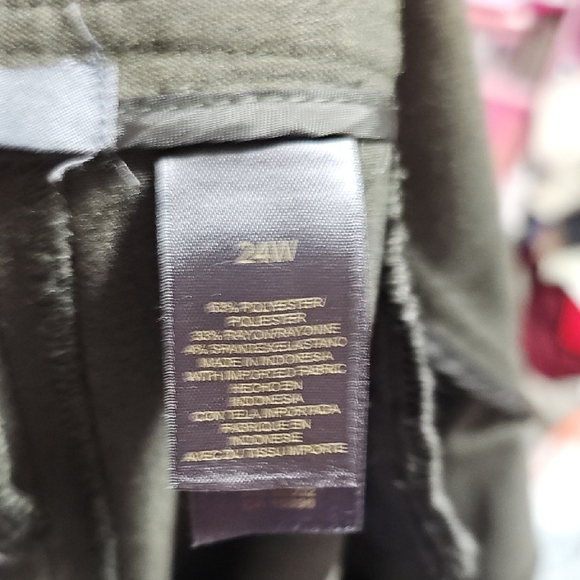 24W
63% POLYESTER/
POLIESTER
33% RAYON/RAYONNE
4% SPANDEX/ELASTANO
MADE IN INDONESIA
WITH IMPORTED FABRIC
HECHO EN
INDONESIA
CON TELA IMPORTADA
FABRIQUE EN
INDONESIE
AVEC DU TISSU IMPORTE